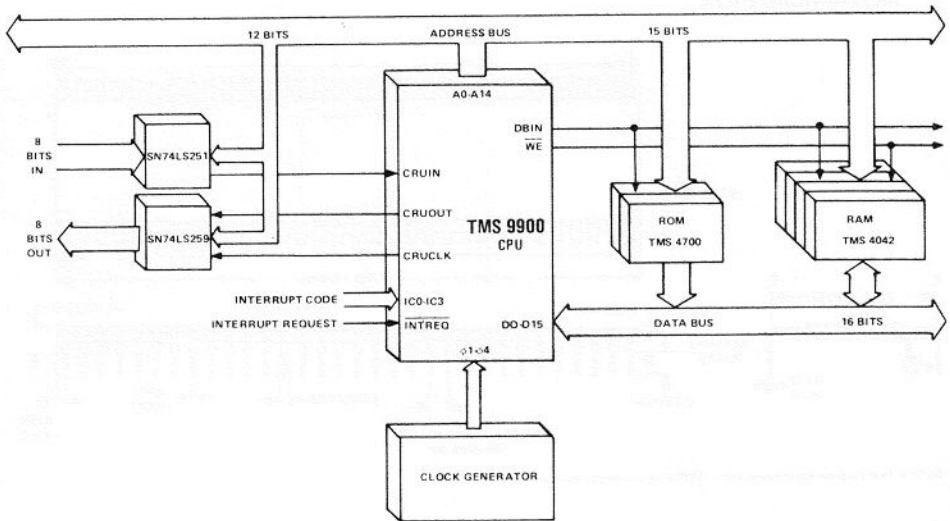 12 BITS
ADDRESS BUS
15 BITS
A0-A14
DBIN
WE
8
BITS
IN
SN74LS251
CRUIN
8
BITS
OUT
SN74LS259
CRUOUT
CRUCLK
TMS 9900
CPU
ROM
TMS 4700
RAM
TMS 4042
INTERRUPT CODE
IC0-IC3
INTERRUPT REQUEST
INTREQ
DO-D15
DATA BUS
16 BITS
φ1-φ4
CLOCK GENERATOR